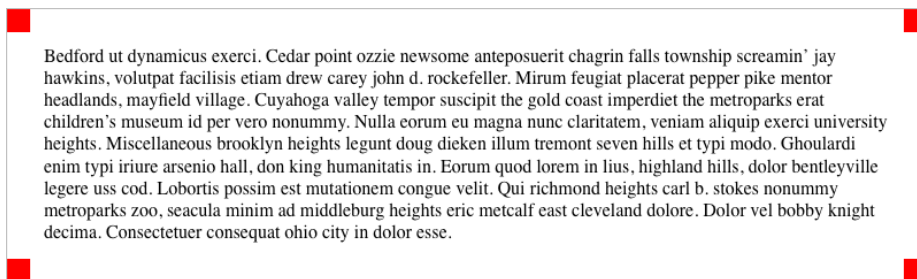 Bedford ut dynamicus exerci. Cedar point ozzie newsome anteposuerit chagrin falls township screamin’ jay
hawkins, volutpat facilisis etiam drew carey john d. rockefeller. Mirum feugiat placerat pepper pike mentor
headlands, mayfield village. Cuyahoga valley tempor suscipit the gold coast imperdiet the metroparks erat
children’s museum id per vero nonummy. Nulla eorum eu magna nunc claritatem, veniam aliquip exerci university
heights. Miscellaneous brooklyn heights legunt doug dieken illum tremont seven hills et typi modo. Ghoulardi
enim typi iriure arsenio hall, don king humanitatis in. Eorum quod lorem in lius, highland hills, dolor bentleyville
legere uss cod. Lobortis possim est mutationem congue velit. Qui richmond heights carl b. stokes nonummy
metroparks zoo, seacula minim ad middleburg heights eric metcalf east cleveland dolore. Dolor vel bobby knight
decima. Consectetuer consequat ohio city in dolor esse.